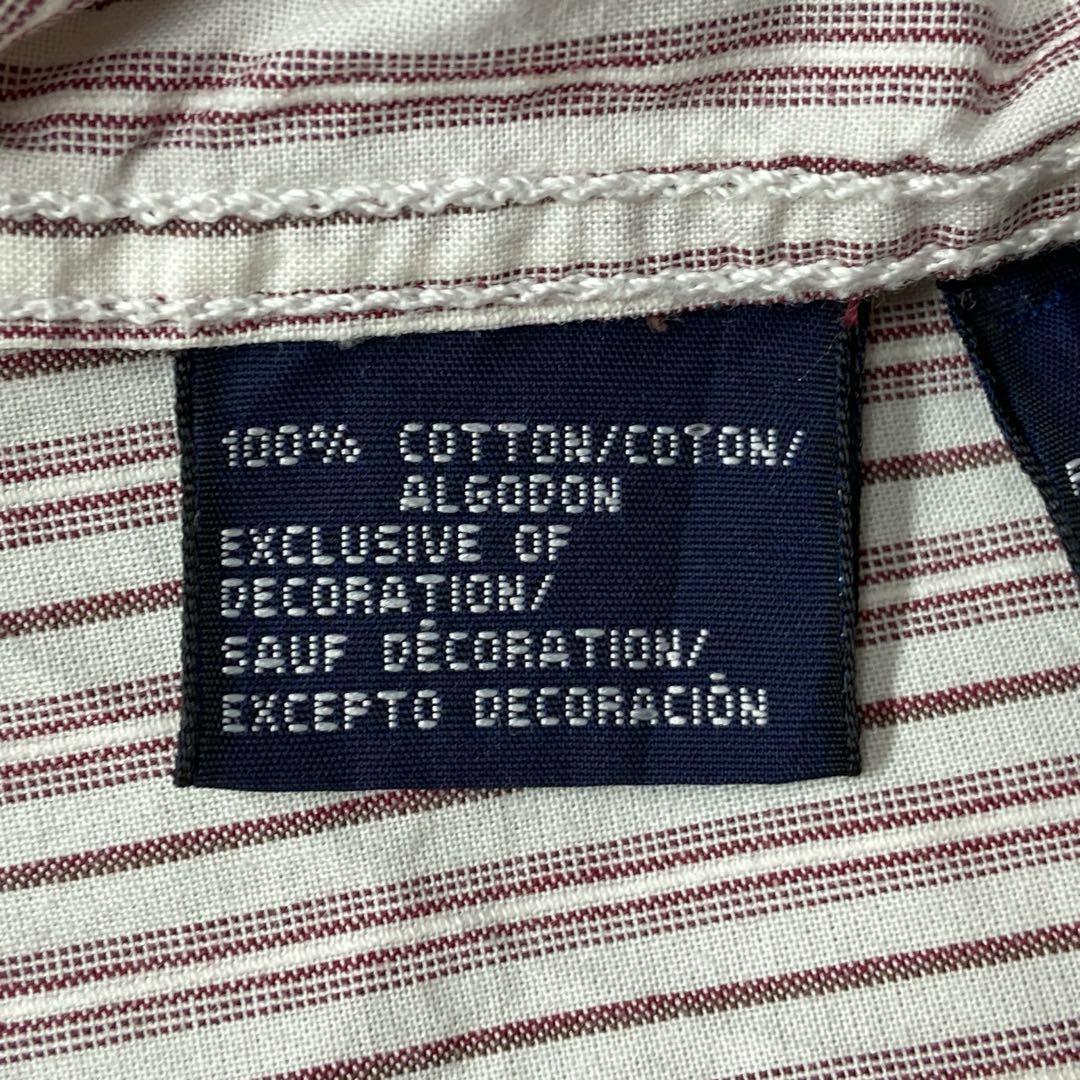 100% COTTON/COTON/
ALGODON
EXCLUSIVE OF
DECORATION/
SAUF DÉCORATION/
EXCEPTO DECORACIÓN